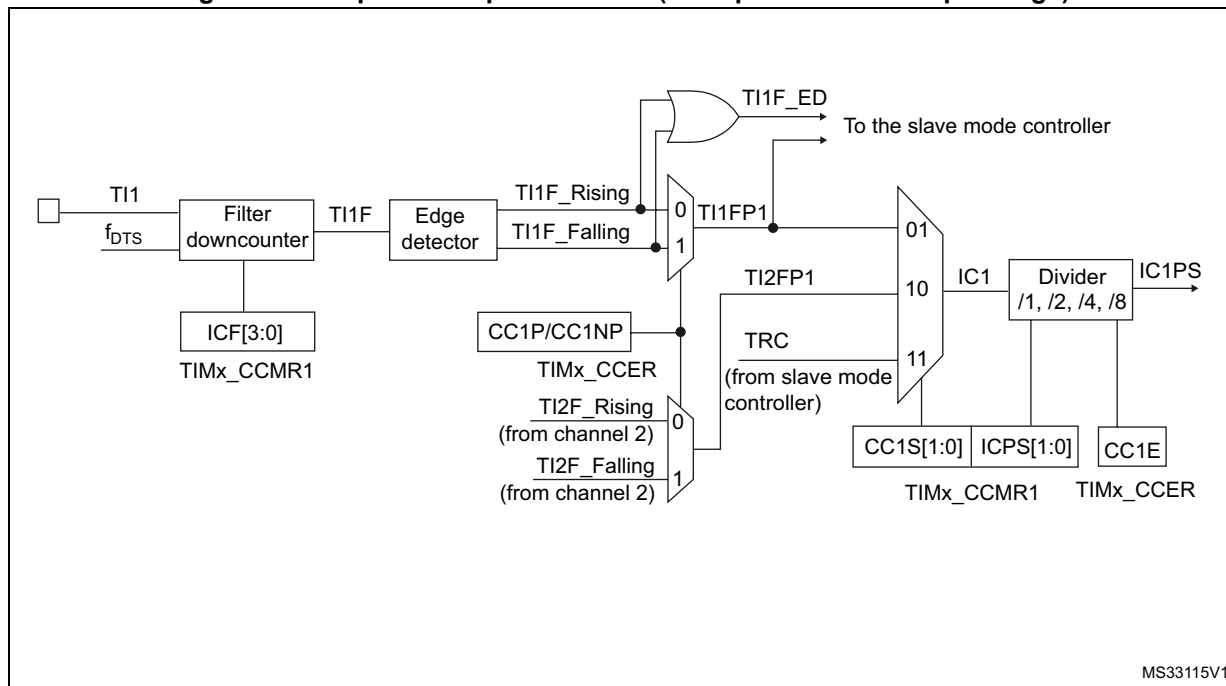 TI1F_ED
To the slave mode controller
TI1
f_DTS
Filter
downcounter
TI1F
Edge
detector
TI1F_Rising
TI1F_Falling
0
1
TI1FP1
01
ICF[3:0]
TIMx_CCMR1
CC1P/CC1NP
TIMx_CCER
TI2FP1
10
IC1
Divider
/1, /2, /4, /8
IC1PS
TRC
11
(from slave mode
controller)
TI2F_Rising
0
(from channel 2)
TI2F_Falling
1
(from channel 2)
CC1S[1:0]
ICPS[1:0]
CC1E
TIMx_CCMR1
TIMx_CCER
MS33115V1